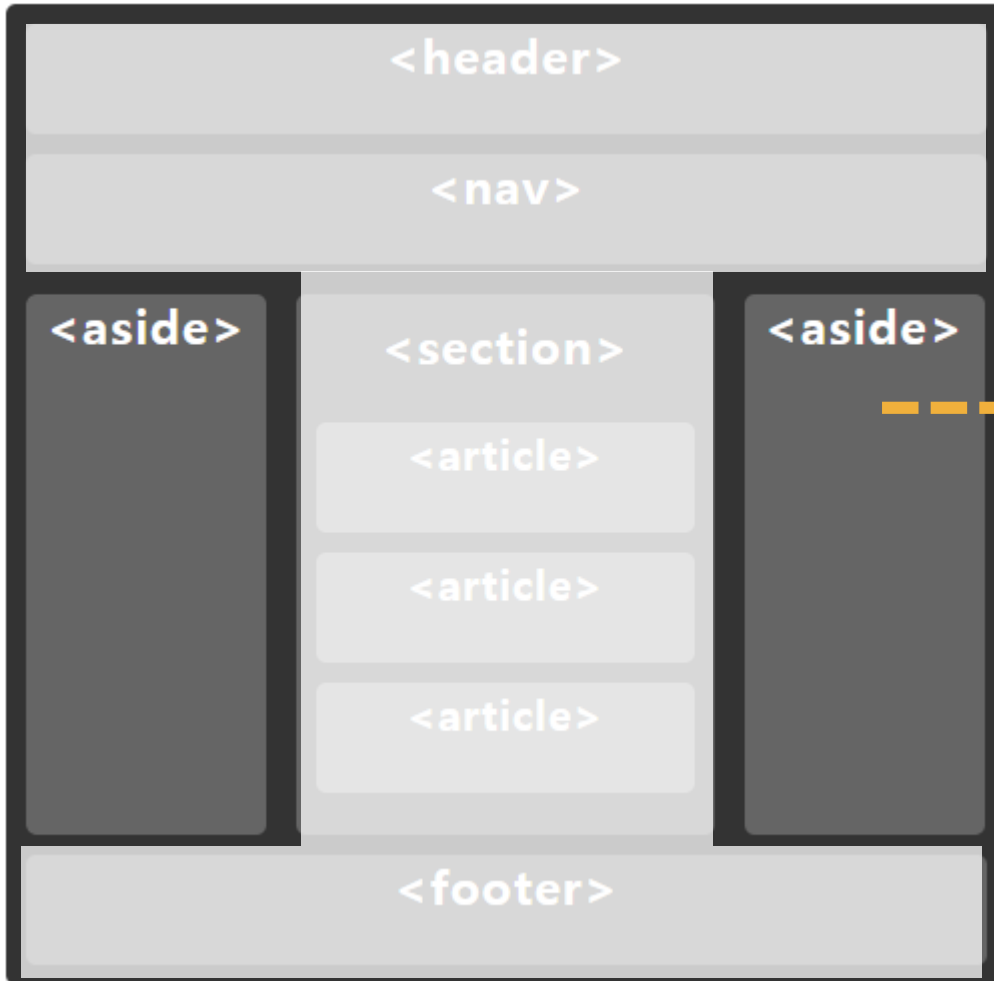 <header>
<nav>
<aside>
<section>
<article>
<article>
<article>
<aside>
<footer>